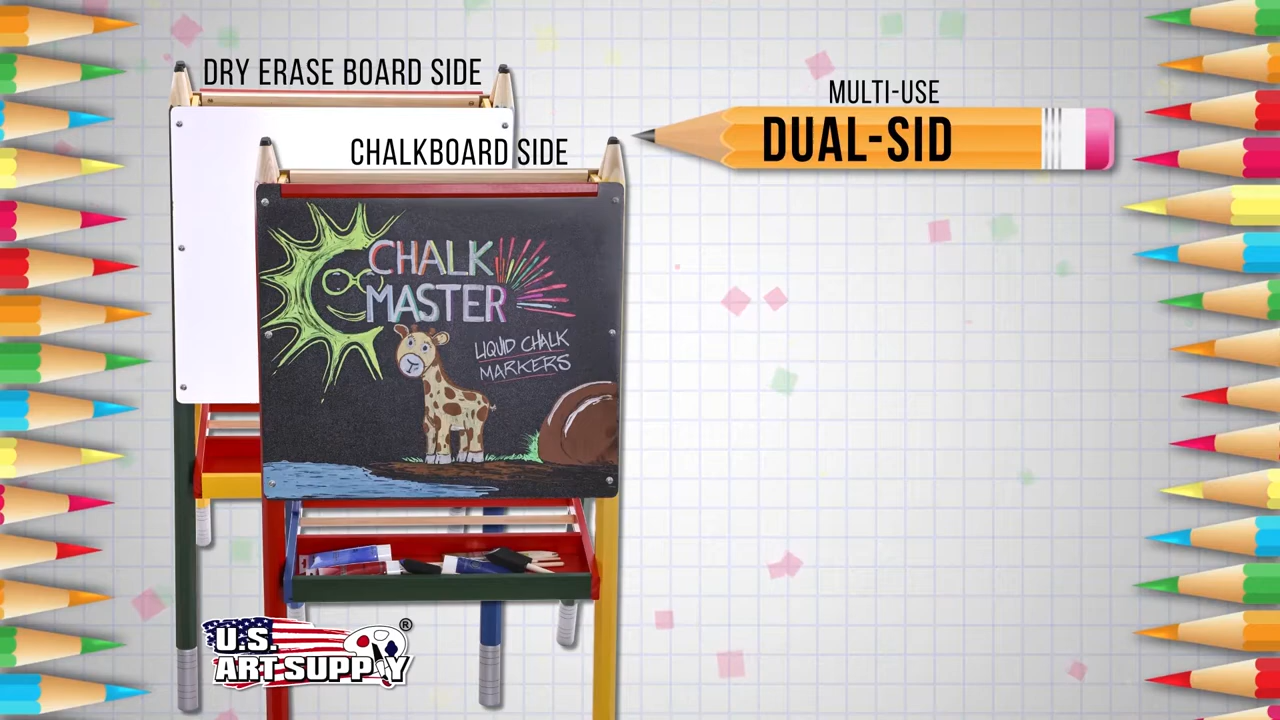 DRY ERASE BOARD SIDE
MULTI-USE
DUAL-SID
CHALKBOARD SIDE
CHALK
MASTER
LIQUID CHALK
MARKERS
U.S.
ART SUPPLY®